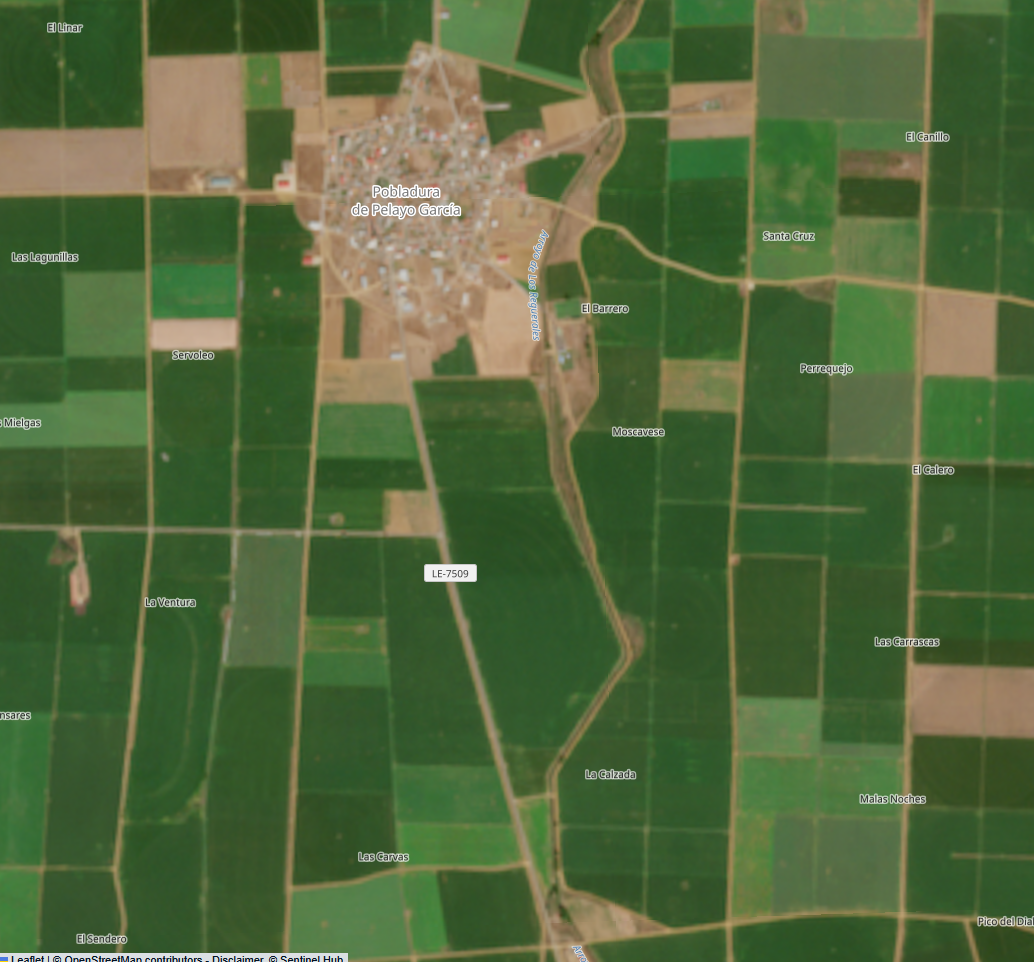 El Linar
El Canillo
Pobladura
de Pelayo García
Santa Cruz
Las Lagunillas
Arroyo de Los Reguerales
El Barrero
Servoleo
Perrequejo
s Mielgas
Moscavese
El Calero
LE-7509
La Ventura
Las Carrascas
nsares
La Calzada
Malas Noches
Las Carvas
Pico del Dia
El Sendero
Arro
Leaflet | © OpenStreetMap contributors - Disclaimer, © Sentinel Hub